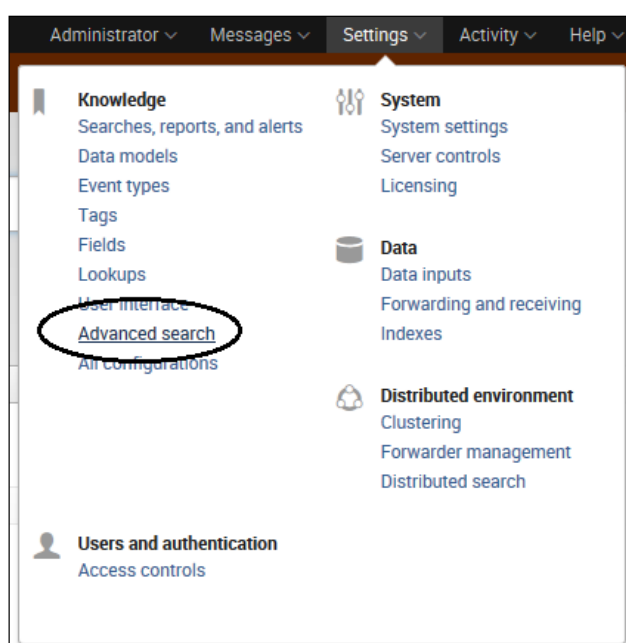 Administrator Messages Settings Activity Help
Knowledge
Searches, reports, and alerts
Data models
Event types
Tags
Fields
Lookups
User interface
Advanced search
All configurations
System
System settings
Server controls
Licensing
Data
Data inputs
Forwarding and receiving
Indexes
Distributed environment
Clustering
Forwarder management
Distributed search
Users and authentication
Access controls